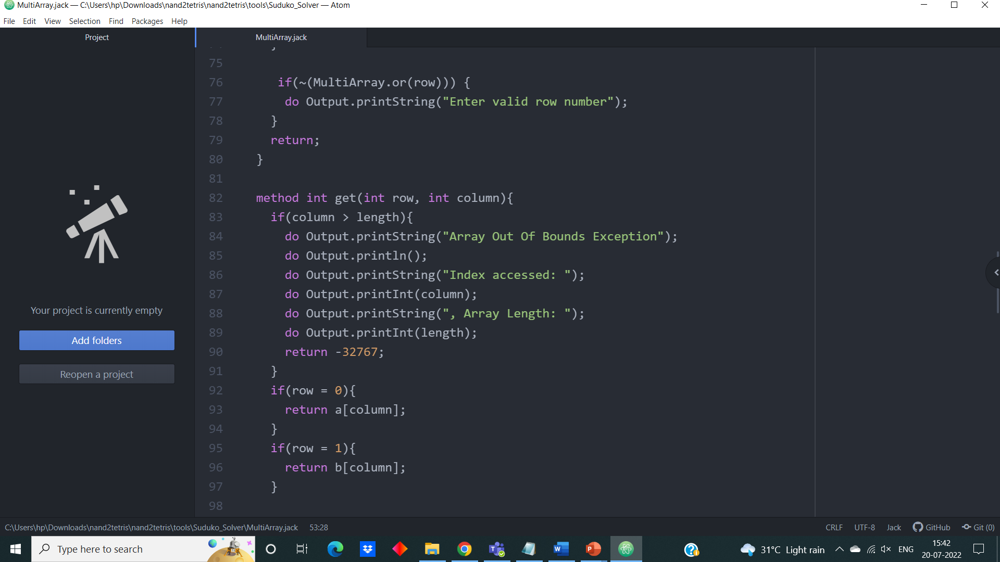 MultiArray.jack — C:\Users\hp\Downloads\nand2tetris\nand2tetris\tools\Suduko_Solver — Atom
File Edit View Selection Find Packages Help
Project
MultiArray.jack
Your project is currently empty
Add folders
Reopen a project
}
75
76 if(~(MultiArray.or(row))) {
77 do Output.printString("Enter valid row number");
78 }
79 return;
80 }
81
82 method int get(int row, int column){
83 if(column > length){
84 do Output.printString("Array Out Of Bounds Exception");
85 do Output.println();
86 do Output.printString("Index accessed: ");
87 do Output.printInt(column);
88 do Output.printString(", Array Length: ");
89 do Output.printInt(length);
90 return -32767;
91 }
92 if(row = 0){
93 return a[column];
94 }
95 if(row = 1){
96 return b[column];
97 }
98
C:\Users\hp\Downloads\nand2tetris\nand2tetris\tools\Suduko_Solver\MultiArray.jack 53:28 CRLF UTF-8 Jack GitHub Git (0)
Type here to search 31°C Light rain ENG 15:42
20-07-2022